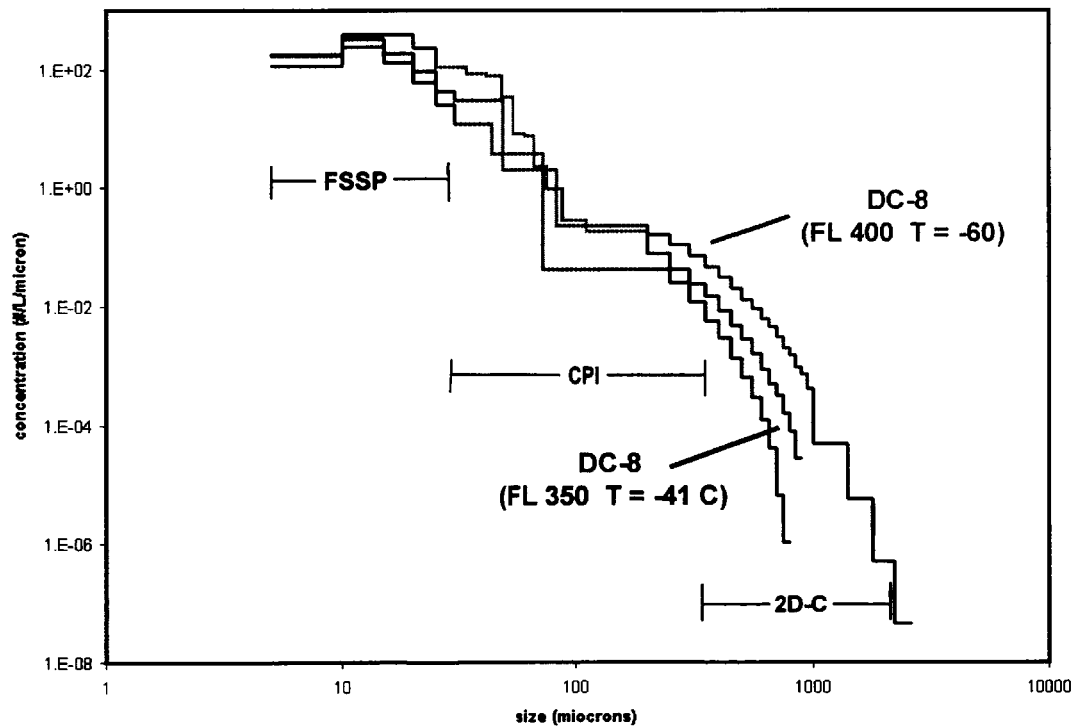 1.E+02
1.E+00
1.E-02
1.E-04
1.E-06
1.E-08
concentration (#/L/micron)
FSSP
DC-8
(FL 400 T = -60)
CPI
DC-8
(FL 350 T = -41 C)
2D-C
1
10
100
1000
10000
size (miocrons)